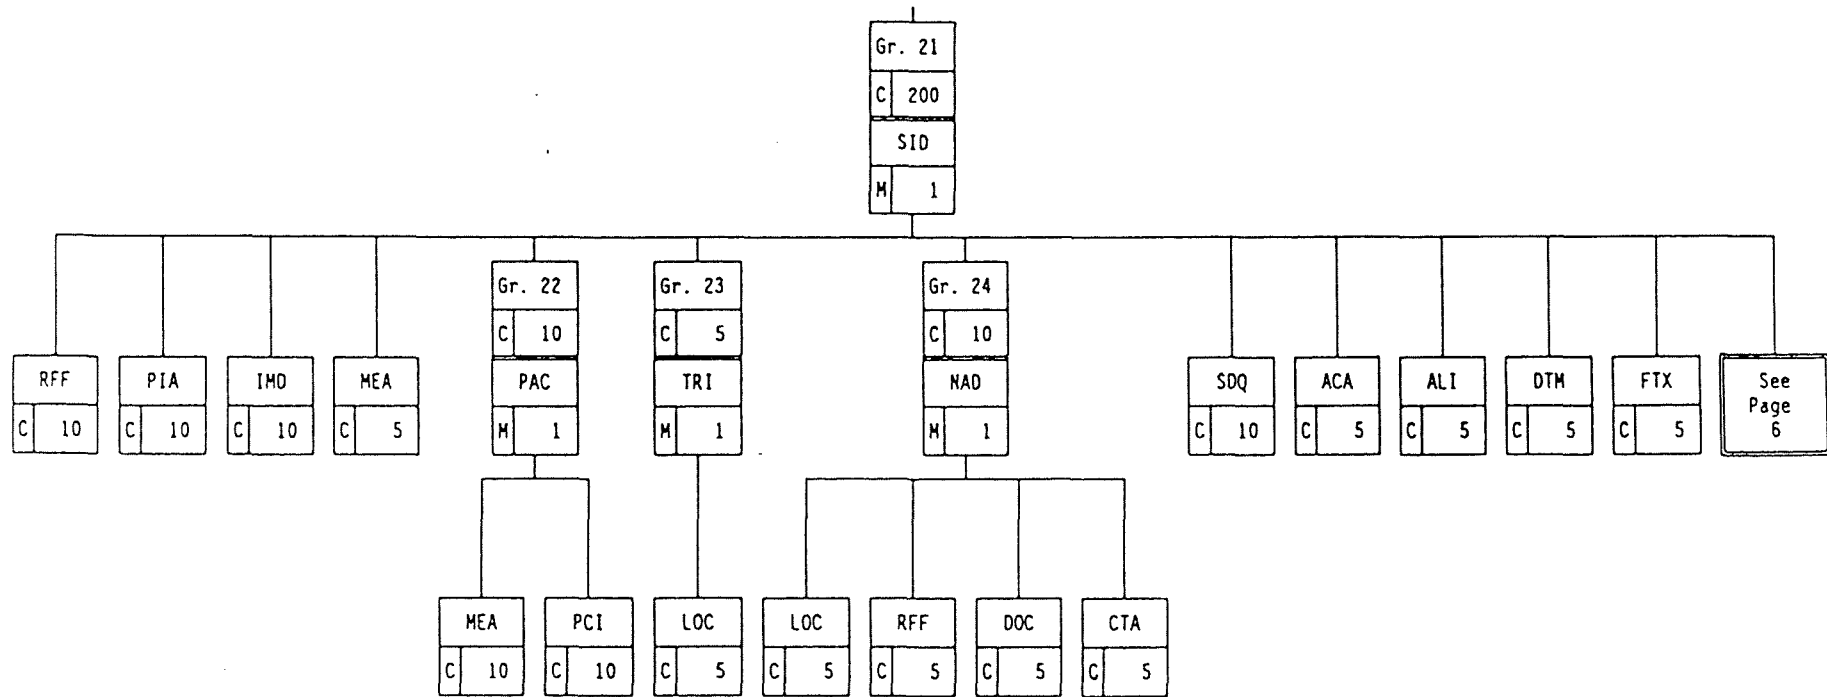 Gr. 21
C 200
SID
M 1
Gr. 22
Gr. 23
Gr. 24
C 10
C 5
C 10
RFF
PIA
IMD
MEA
PAC
TRI
NAD
SDQ
ACA
ALI
DTM
FTX
See
Page
6
C 10
C 10
C 10
C 5
M 1
M 1
M 1
C 10
C 5
C 5
C 5
C 5
MEA
PCI
LOC
LOC
RFF
DOC
CTA
C 10
C 10
C 5
C 5
C 5
C 5
C 5